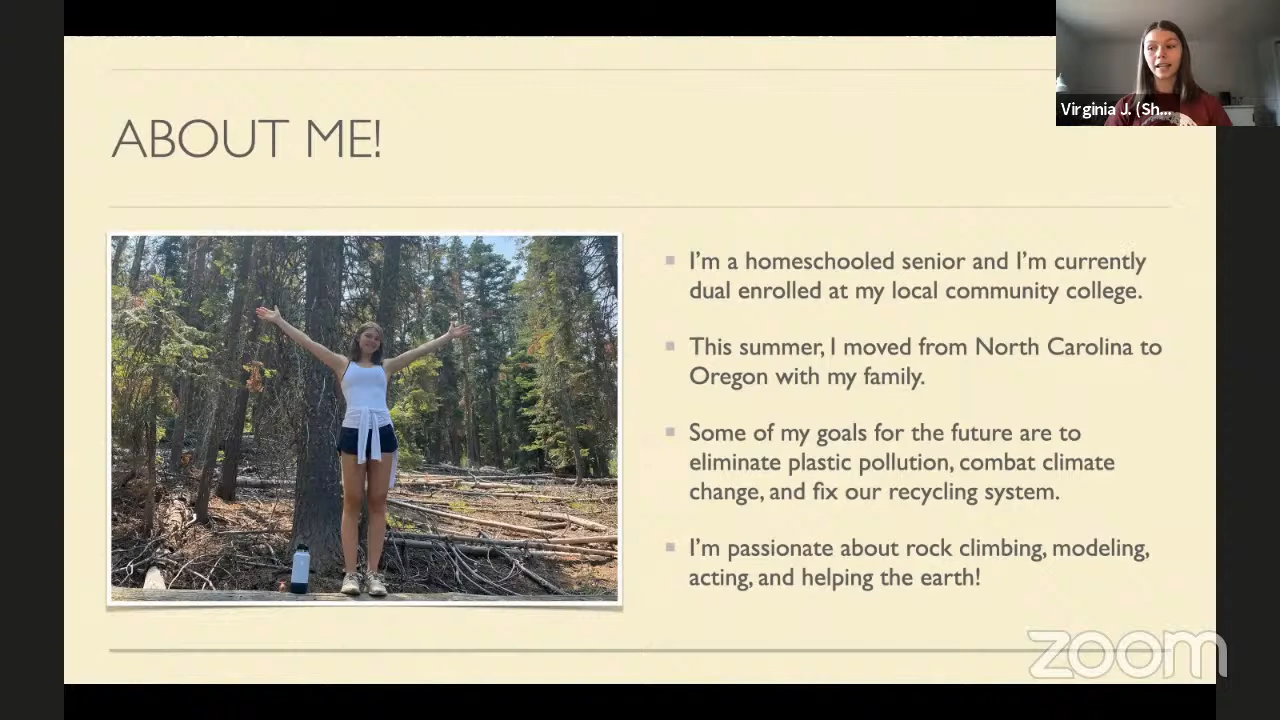 Virginia J. (Sh...
ABOUT ME!
I'm a homeschooled senior and I'm currently
dual enrolled at my local community college.
This summer, I moved from North Carolina to
Oregon with my family.
Some of my goals for the future are to
eliminate plastic pollution, combat climate
change, and fix our recycling system.
I'm passionate about rock climbing, modeling,
acting, and helping the earth!
zoom